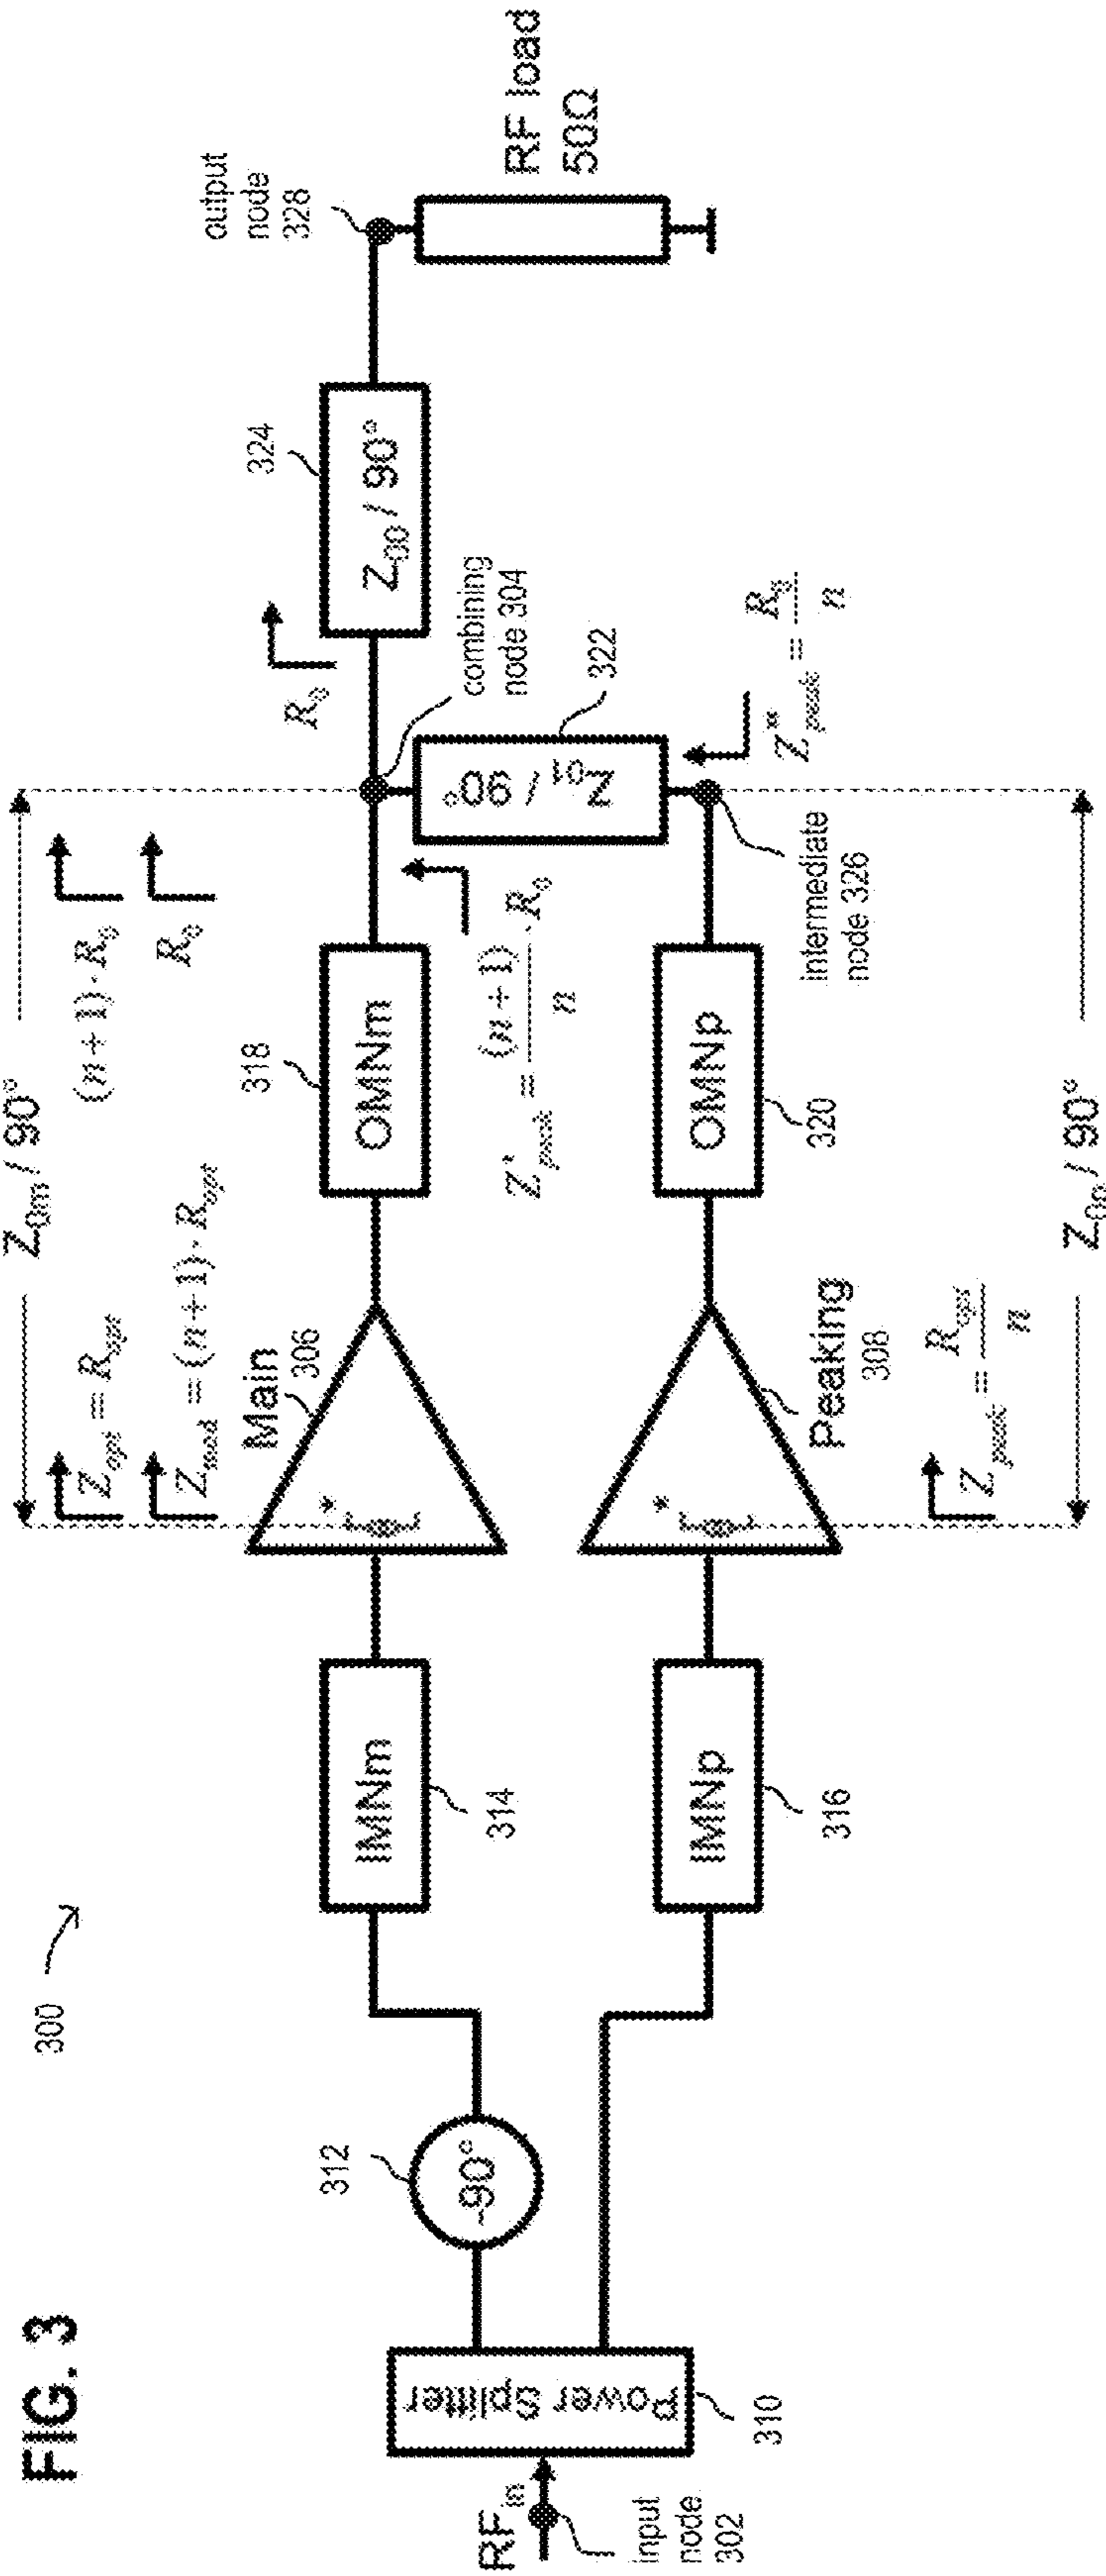 FIG. 3
300
RF in
input
node
302
Power Splitter
310
-90°
312
IMNm
314
IMNp
316
Main
306
Peaking
308
*
*
Z0m / 90°
Zopt = Ropt
Zmod = (n+1)·Ropt
(n+1)·R0
R0
OMNm
318
OMNp
320
Z'peak = (n+1)/n · R0
Zpeak = Ropt/n
Z0p / 90°
R0
combining
node 304
Z01 / 90°
322
intermediate
node 326
Z"peak = R0/n
Z00 / 90°
324
output
node
328
RF load
50Ω